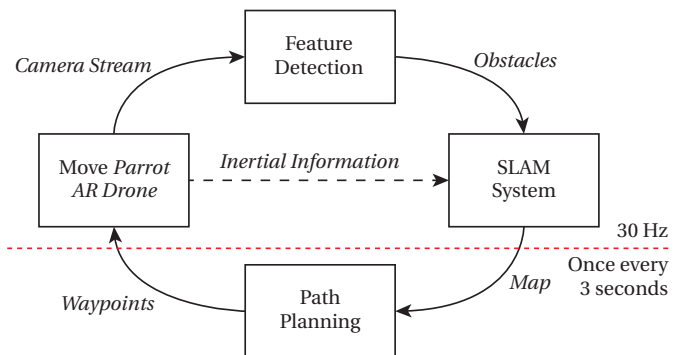 Feature
Detection
Camera Stream
Obstacles
Move Parrot
AR Drone
Inertial Information
SLAM
System
30 Hz
Once every
3 seconds
Waypoints
Path
Planning
Map